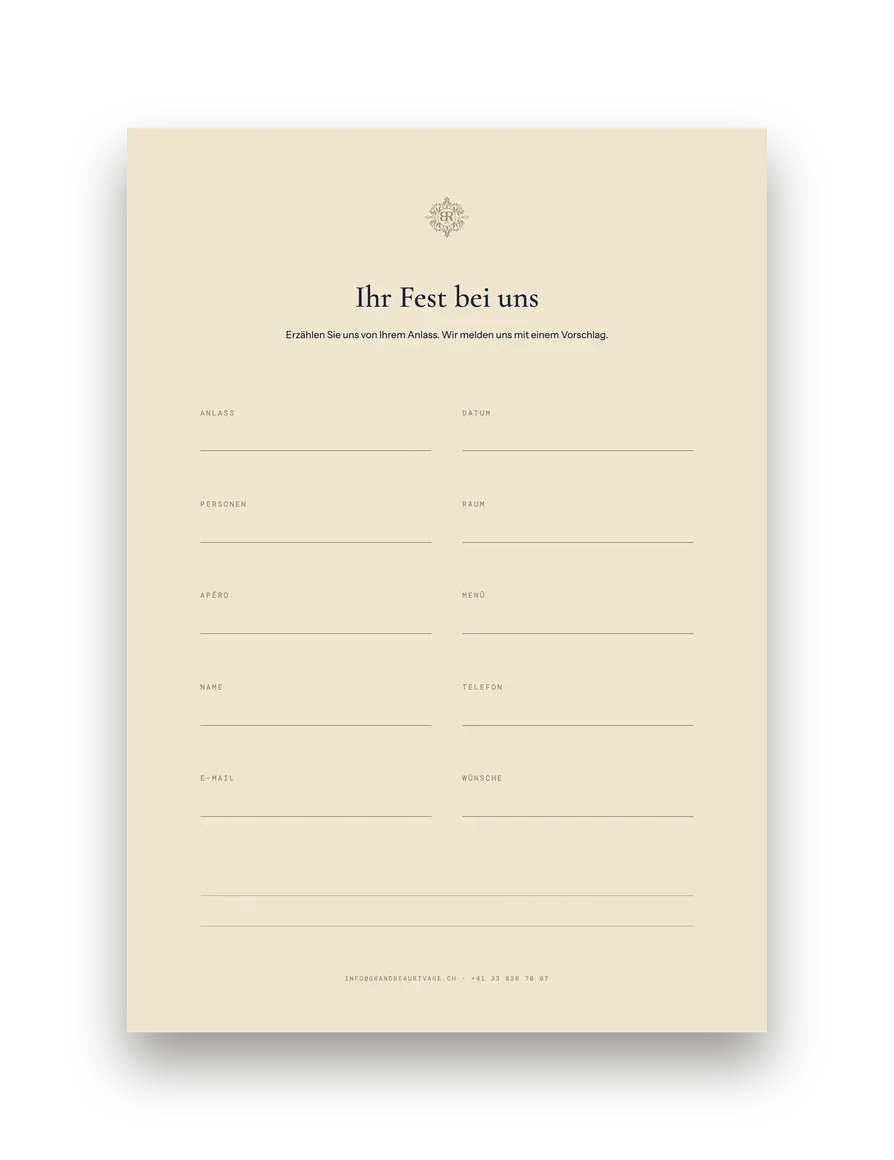 BR
Ihr Fest bei uns
Erzählen Sie uns von Ihrem Anlass. Wir melden uns mit einem Vorschlag.
ANLASS
DATUM
PERSONEN
RAUM
APÉRO
MENÜ
NAME
TELEFON
E-MAIL
WÜNSCHE
INFO@GRANDBEAURIVAGE.CH · +41 33 826 70 07